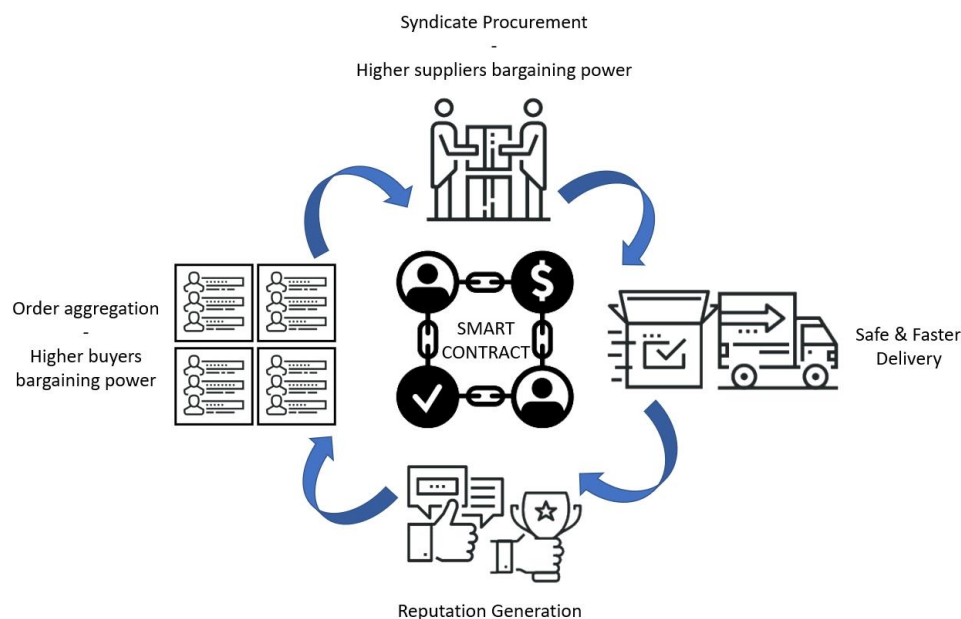 Syndicate Procurement
-
Higher suppliers bargaining power
Order aggregation
-
Higher buyers
bargaining power
$
SMART
CONTRACT
Safe & Faster
Delivery
Reputation Generation